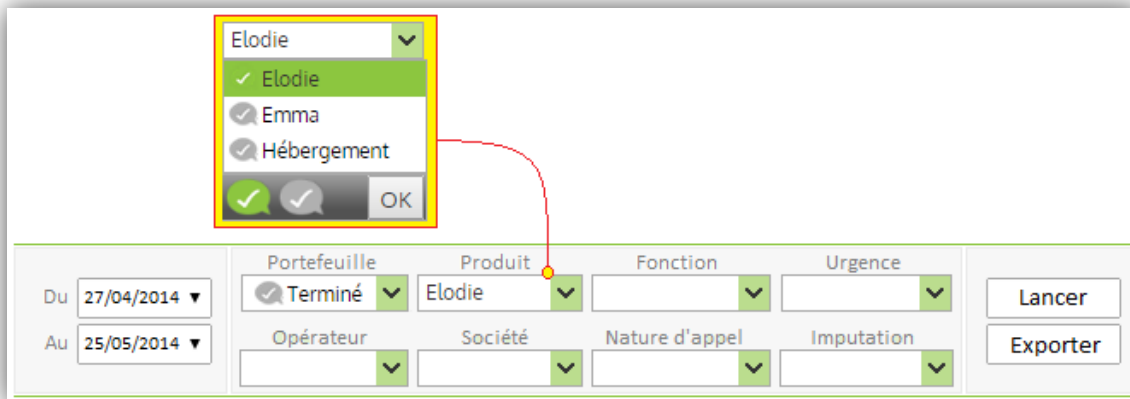 Elodie
Elodie
Emma
Hébergement
OK
Portefeuille Produit Fonction Urgence
Du 27/04/2014 Terminé Elodie Lancer
Opérateur Société Nature d'appel Imputation
Au 25/05/2014 Exporter